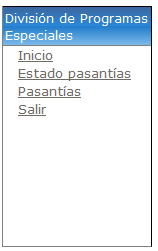 División de Programas
Especiales
Inicio
Estado pasantías
Pasantías
Salir